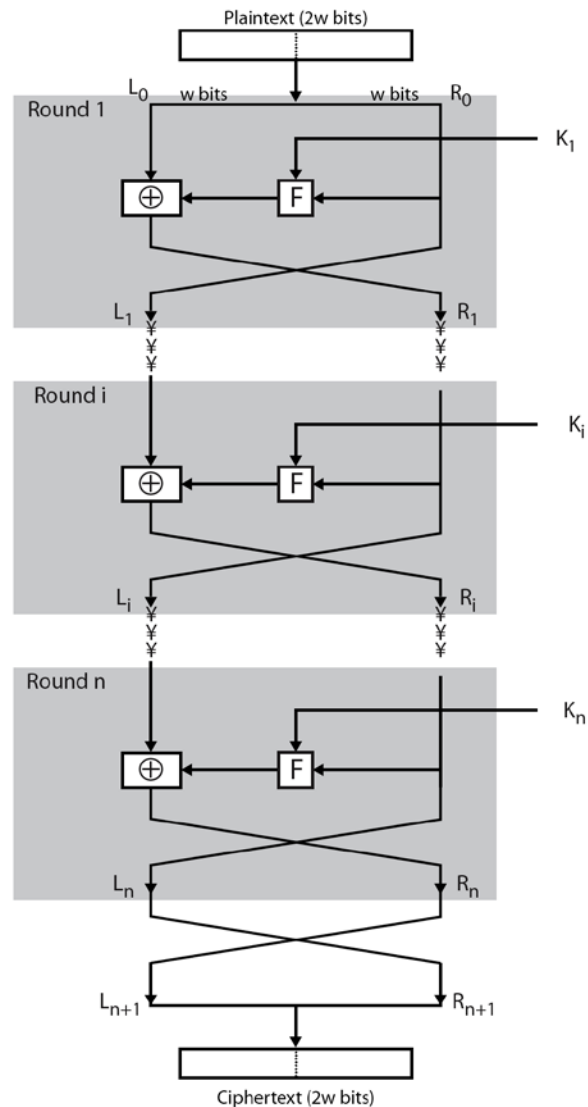 Plaintext (2w bits)
L₀ w bits w bits R₀
Round 1
K₁
⊕ F
L₁ R₁
¥ ¥
¥ ¥
¥ ¥
Round i
Kᵢ
⊕ F
Lᵢ Rᵢ
¥ ¥
¥ ¥
¥ ¥
Round n
Kₙ
⊕ F
Lₙ Rₙ
Lₙ₊₁ Rₙ₊₁
Ciphertext (2w bits)